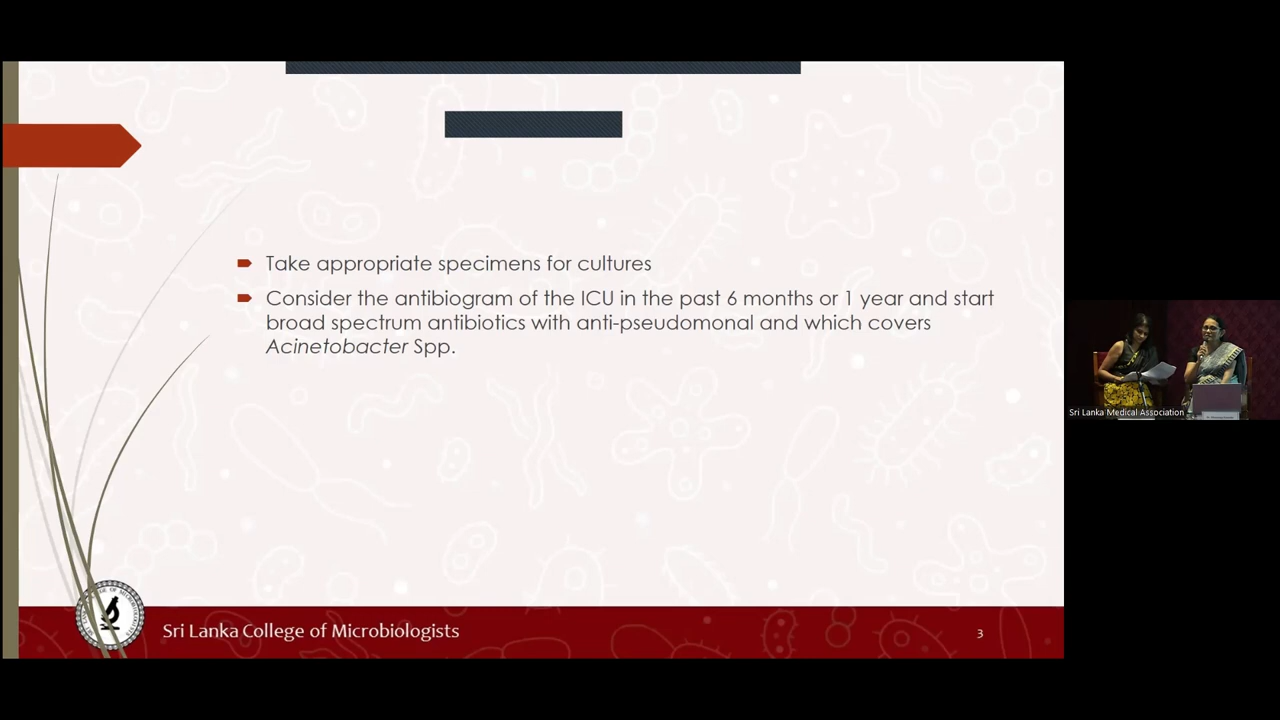 Take appropriate specimens for cultures
Consider the antibiogram of the ICU in the past 6 months or 1 year and start
broad spectrum antibiotics with anti-pseudomonal and which covers
Acinetobacter Spp.
Sri Lanka Medical Association
Sri Lanka College of Microbiologists
3